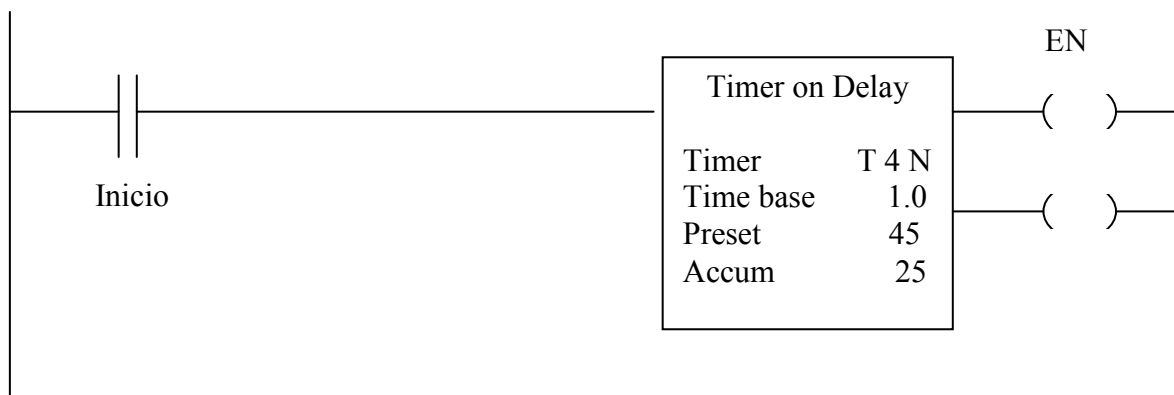 EN
Timer on Delay
Timer T 4 N
Time base 1.0
Preset 45
Accum 25
Inicio